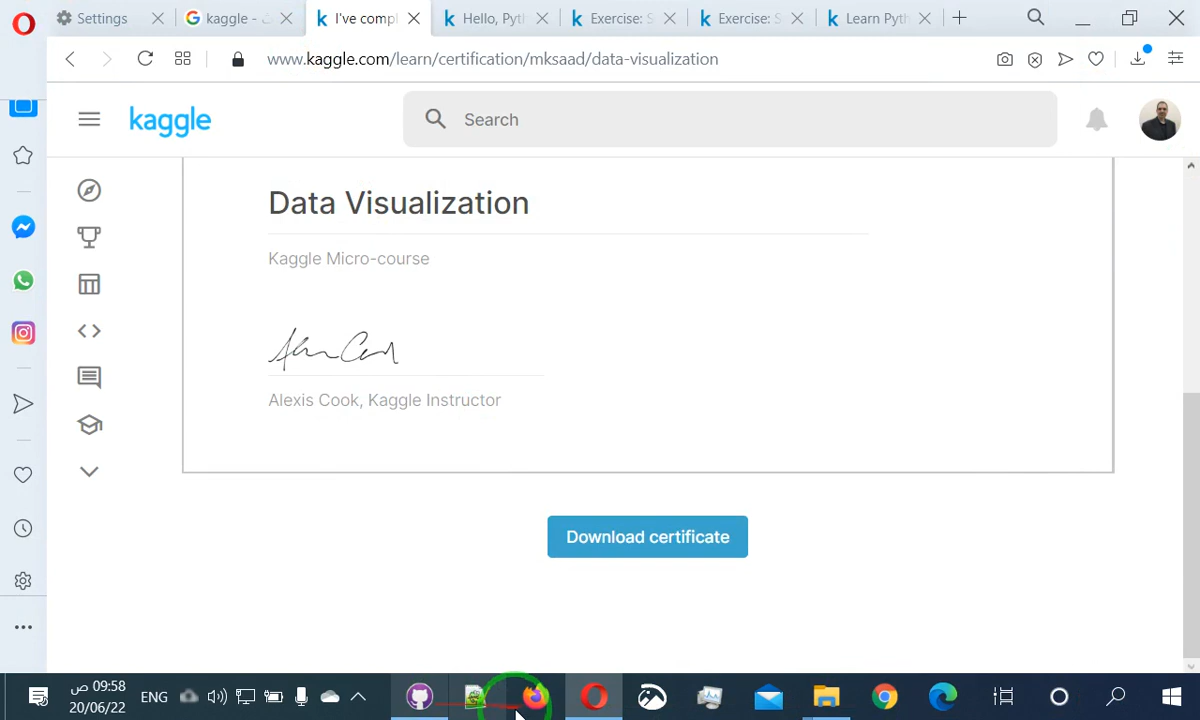 Settings
kaggle -
I've compl
Hello, Pyth
Exercise: S
Exercise: S
Learn Pyth
www.kaggle.com/learn/certification/mksaad/data-visualization
kaggle
Search
Data Visualization
Kaggle Micro-course
Alexis Cook, Kaggle Instructor
Download certificate
09:58 ص
20/06/22
ENG